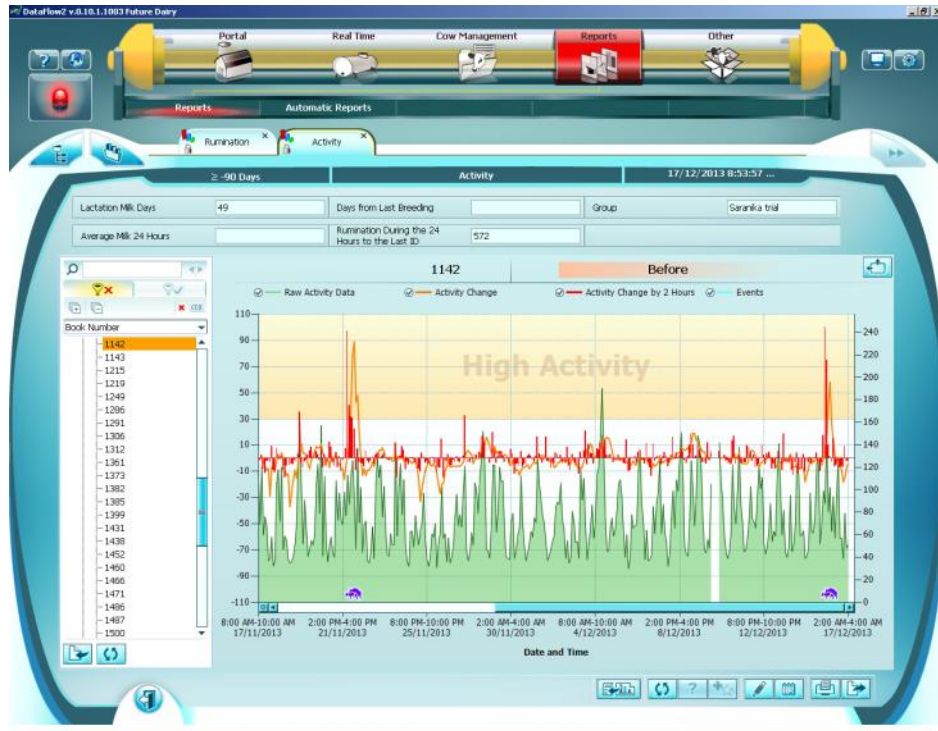 DataFlow2 v.0.10.1.1003 Future Dairy
Portal
Real Time
Cow Management
Reports
Other
Reports
Automatic Reports
Rumination
Activity
≥ -90 Days
Activity
17/12/2013 8:53:57 ...
Lactation Milk Days
49
Days from Last Breeding
Group
Saranika trial
Average Milk 24 Hours
Rumination During the 24
Hours to the Last ID
572
1142
Before
Raw Activity Data
Activity Change
Activity Change by 2 Hours
Events
Book Number
1142
1143
1215
1219
1249
1286
1291
1306
1312
1361
1373
1382
1385
1399
1431
1438
1452
1460
1466
1471
1486
1487
1500
High Activity
110
90
70
50
30
10
-10
-30
-50
-70
-90
-110
240
220
200
180
160
140
120
100
80
60
40
20
0
8:00 AM-10:00 AM
17/11/2013
2:00 PM-4:00 PM
21/11/2013
8:00 PM-10:00 PM
25/11/2013
2:00 AM-4:00 AM
30/11/2013
8:00 AM-10:00 AM
4/12/2013
2:00 PM-4:00 PM
8/12/2013
8:00 PM-10:00 PM
12/12/2013
2:00 AM-4:00 AM
17/12/2013
Date and Time